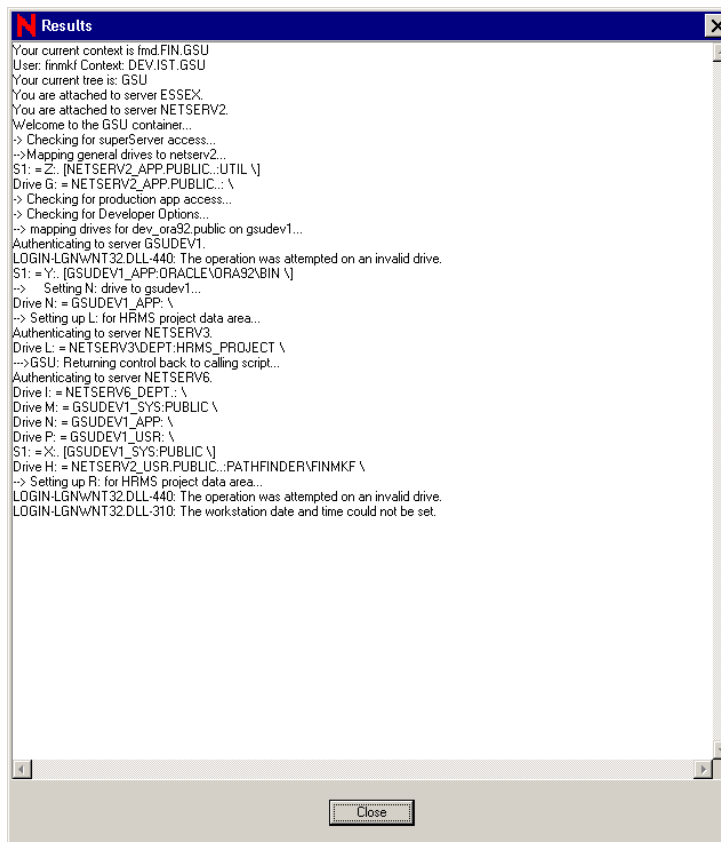 Results
Your current context is fmd.FIN.GSU
User: finmkf Context: DEV.IST.GSU
Your current tree is: GSU
You are attached to server ESSEX.
You are attached to server NETSERV2.
Welcome to the GSU container...
-> Checking for superServer access...
-->Mapping general drives to netserv2...
S1: = Z:. [NETSERV2_APP.PUBLIC..:UTIL \]
Drive G: = NETSERV2_APP.PUBLIC..: \
-> Checking for production app access...
-> Checking for Developer Options...
--> mapping drives for dev_ora92.public on gsudev1...
Authenticating to server GSUDEV1.
LOGIN-LGNWNT32.DLL-440: The operation was attempted on an invalid drive.
S1: = Y:. [GSUDEV1_APP:ORACLE\ORA92\BIN \]
-->    Setting N: drive to gsudev1...
Drive N: = GSUDEV1_APP: \
--> Setting up L: for HRMS project data area...
Authenticating to server NETSERV3.
Drive L: = NETSERV3\DEPT:HRMS_PROJECT \
--->GSU: Returning control back to calling script...
Authenticating to server NETSERV6.
Drive I: = NETSERV6_DEPT.: \
Drive M: = GSUDEV1_SYS:PUBLIC \
Drive N: = GSUDEV1_APP: \
Drive P: = GSUDEV1_USR: \
S1: = X:. [GSUDEV1_SYS:PUBLIC \]
Drive H: = NETSERV2_USR.PUBLIC..:PATHFINDER\FINMKF \
--> Setting up R: for HRMS project data area...
LOGIN-LGNWNT32.DLL-440: The operation was attempted on an invalid drive.
LOGIN-LGNWNT32.DLL-310: The workstation date and time could not be set.
Close